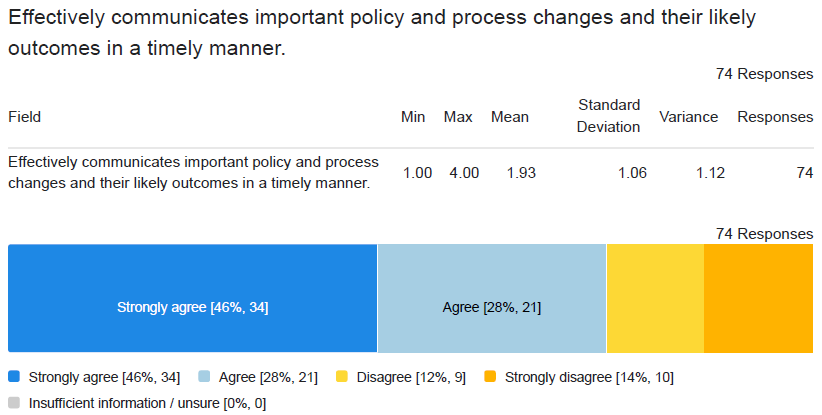 Effectively communicates important policy and process changes and their likely
outcomes in a timely manner.
74 Responses
Field Min Max Mean Standard Deviation Variance Responses
Effectively communicates important policy and process
changes and their likely outcomes in a timely manner. 1.00 4.00 1.93 1.06 1.12 74
74 Responses
Strongly agree [46%, 34] Agree [28%, 21]
Strongly agree [46%, 34] Agree [28%, 21] Disagree [12%, 9] Strongly disagree [14%, 10]
Insufficient information / unsure [0%, 0]